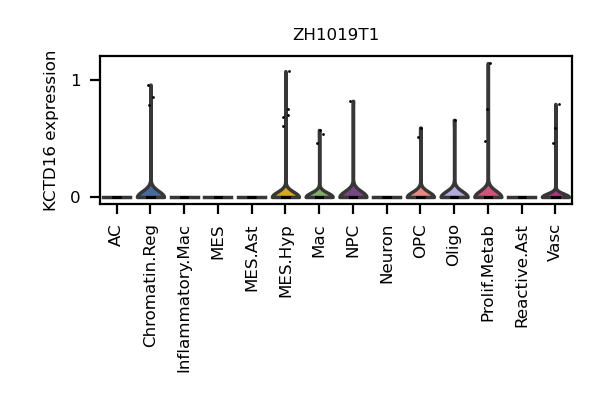 ZH1019T1
KCTD16 expression
1
0
AC
Chromatin.Reg
Inflammatory.Mac
MES
MES.Ast
MES.Hyp
Mac
NPC
Neuron
OPC
Oligo
Prolif.Metab
Reactive.Ast
Vasc